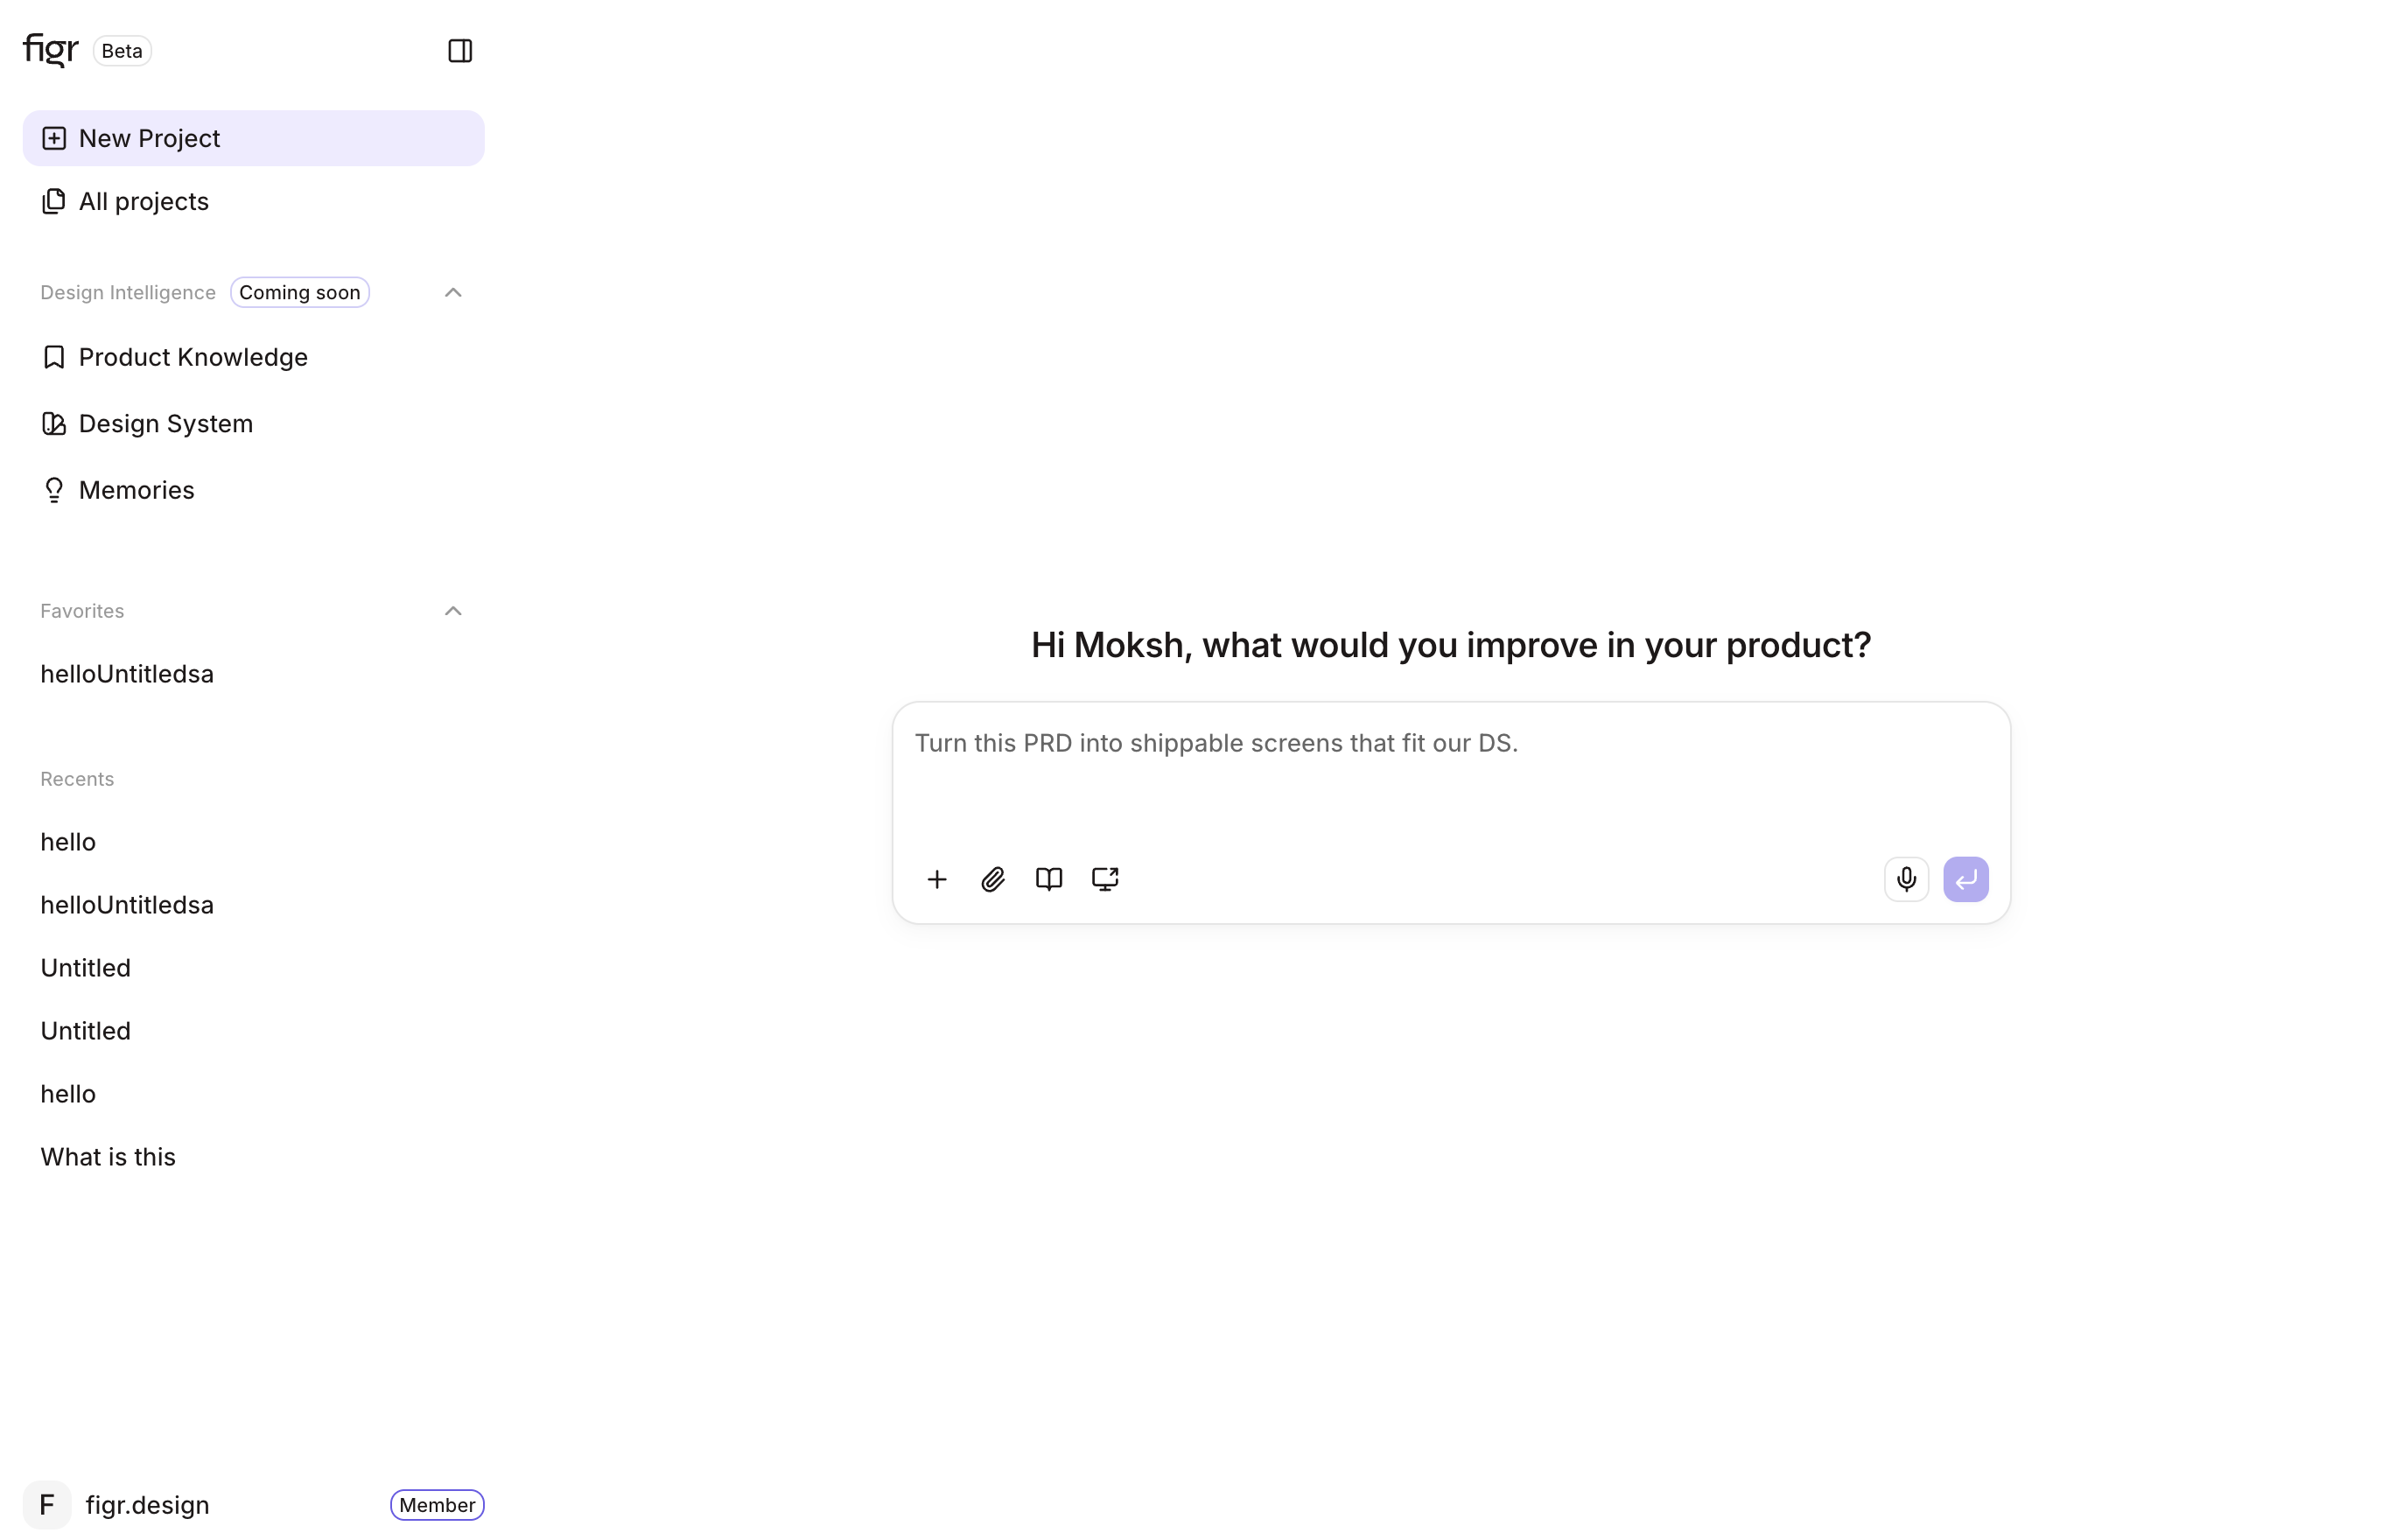 figr Beta
New Project
All projects
Design Intelligence Coming soon
Product Knowledge
Design System
Memories
Favorites
helloUntitledsa
Recents
hello
helloUntitledsa
Untitled
Untitled
hello
What is this
F figr.design Member
Hi Moksh, what would you improve in your product?
Turn this PRD into shippable screens that fit our DS.